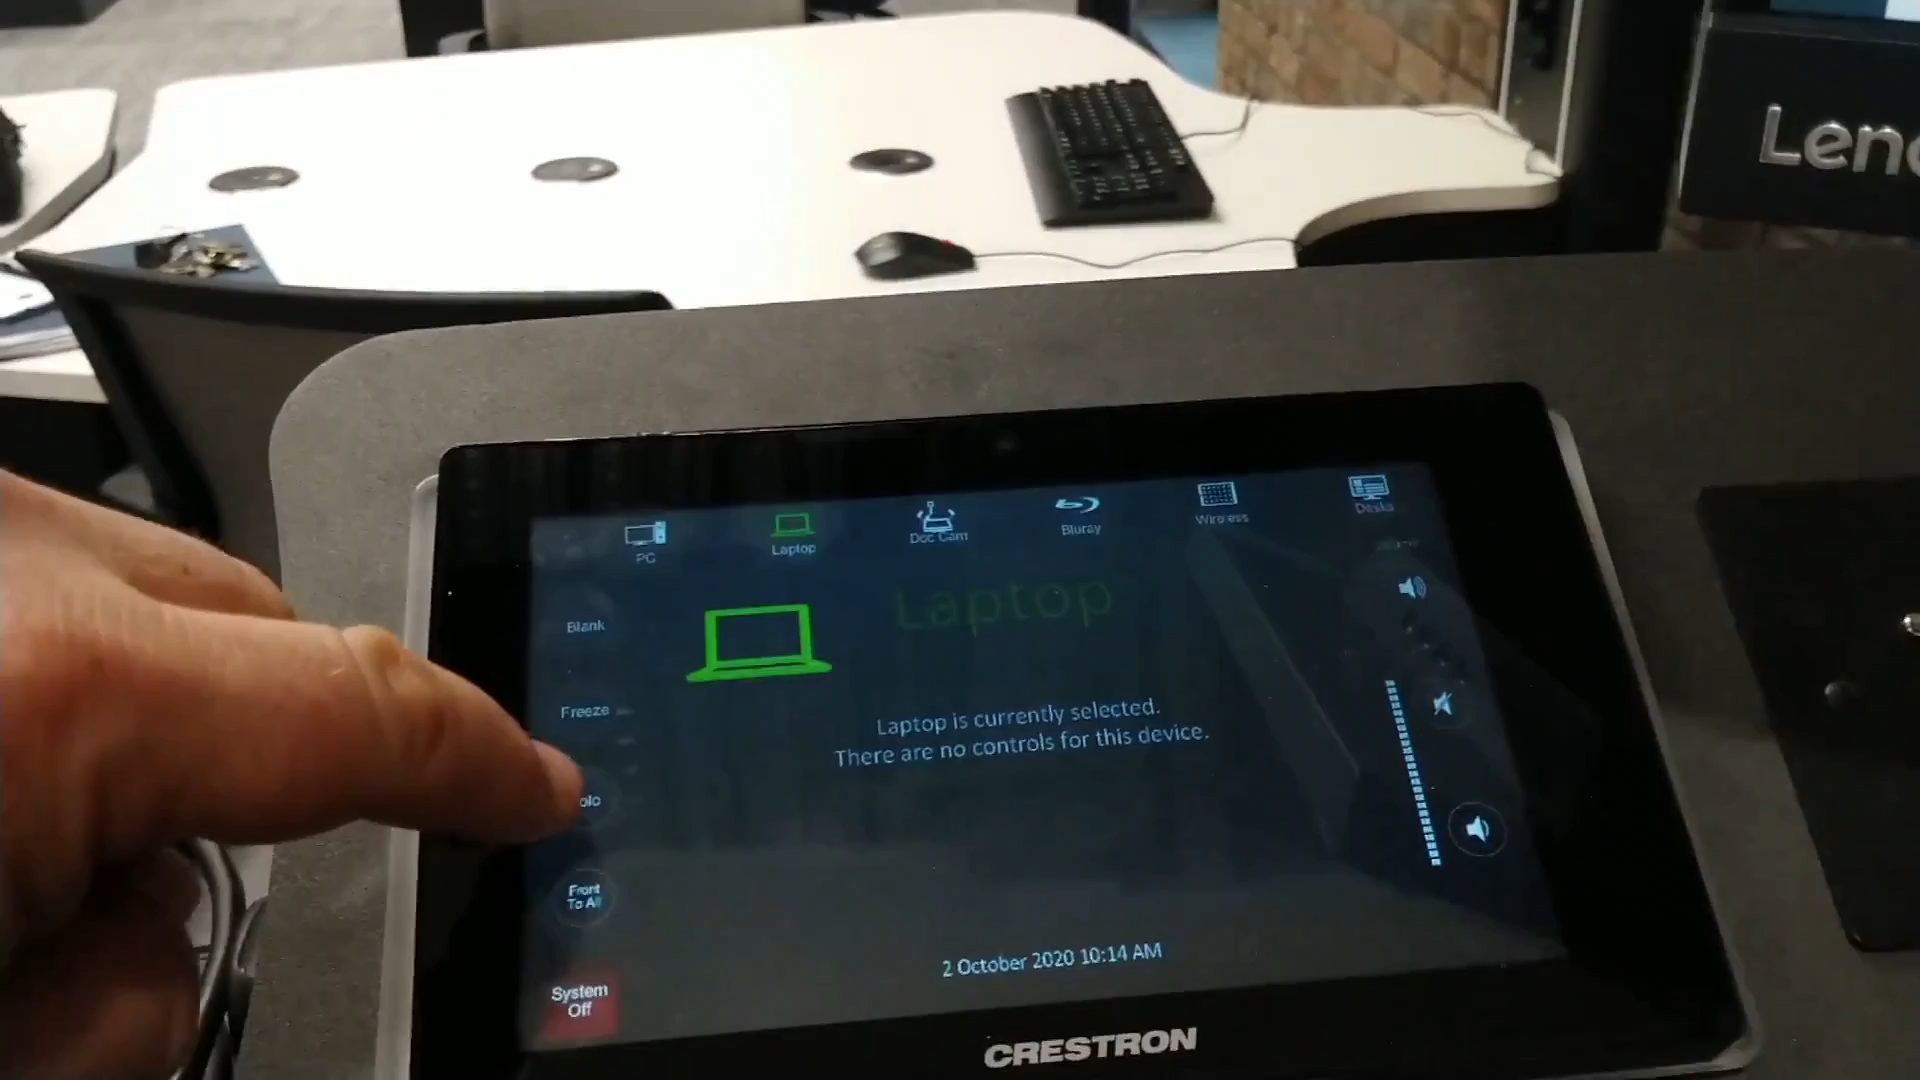 Leno
PC
Laptop
Doc Cam
Bluray
Wireless
Desks
Blank
Laptop
Freeze
Laptop is currently selected.
There are no controls for this device.
olo
Front
To All
2 October 2020 10:14 AM
System
Off
CRESTRON